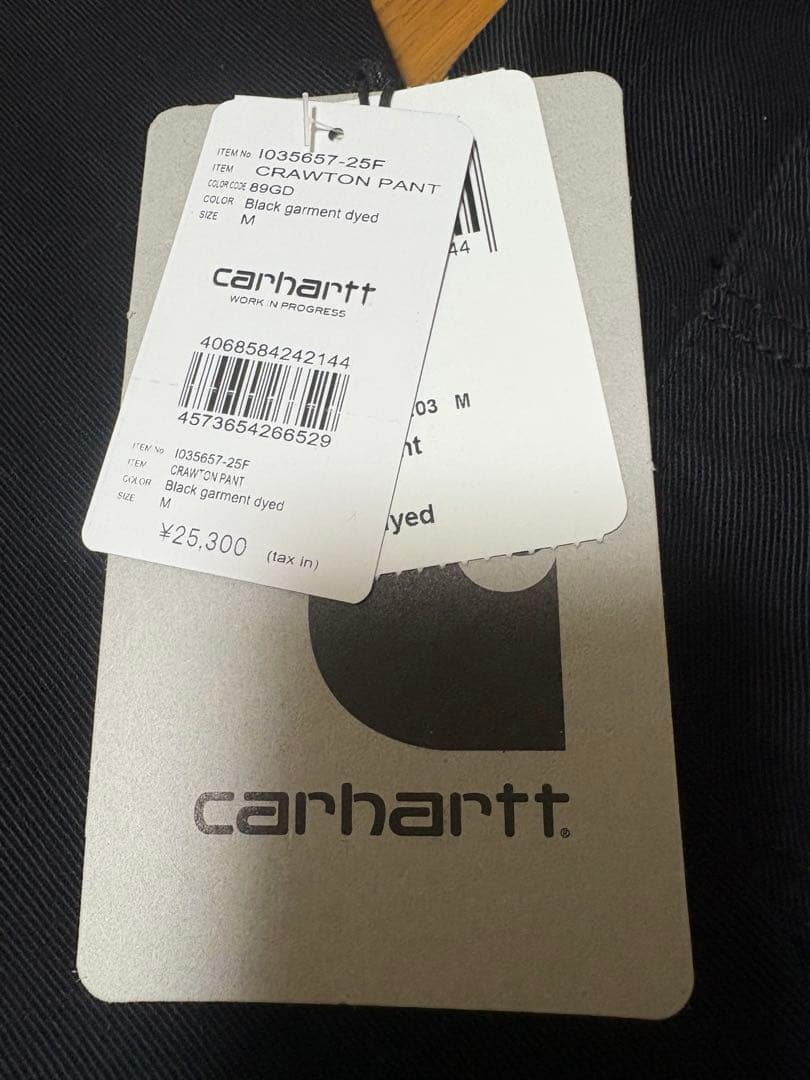 ITEM No I035657-25F
ITEM CRAWTON PANT
COLOR CODE 89GD
COLOR Black garment dyed
SIZE M
carhartt
WORK IN PROGRESS
4068584242144
4573654266529
ITEM No I035657-25F
ITEM CRAWTON PANT
COLOR Black garment dyed
SIZE M
¥25,300 (tax in)
44
.03 M
nt
yed
carhartt®